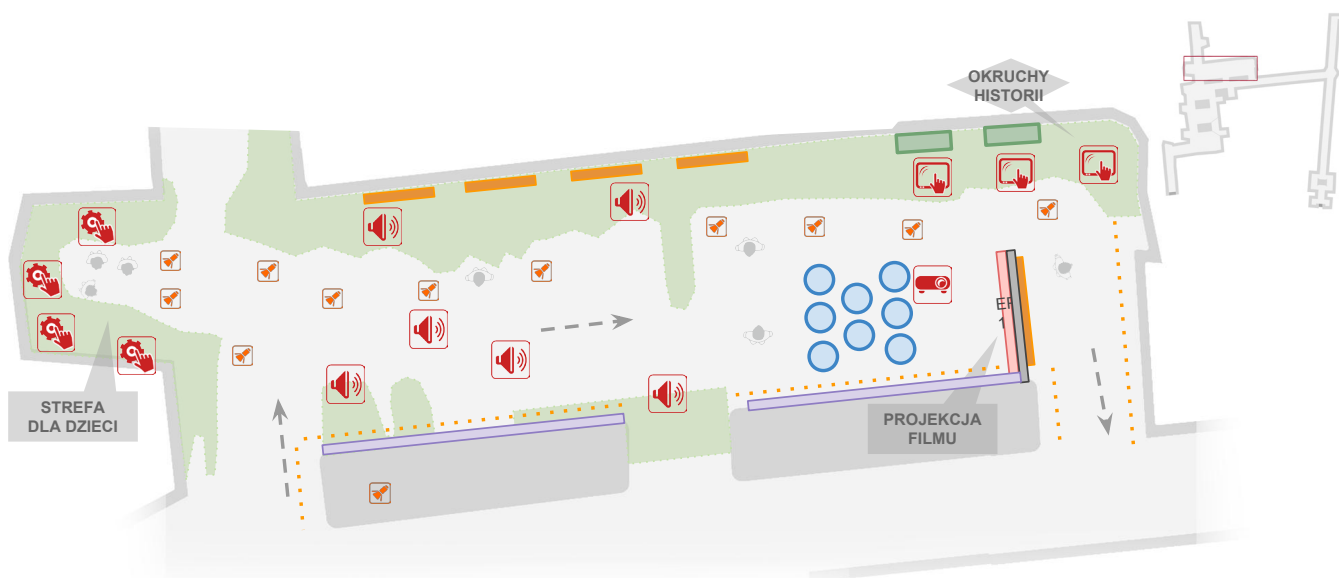 OKRUCHY
HISTORII
STREFA
DLA DZIECI
PROJEKCJA
FILMU